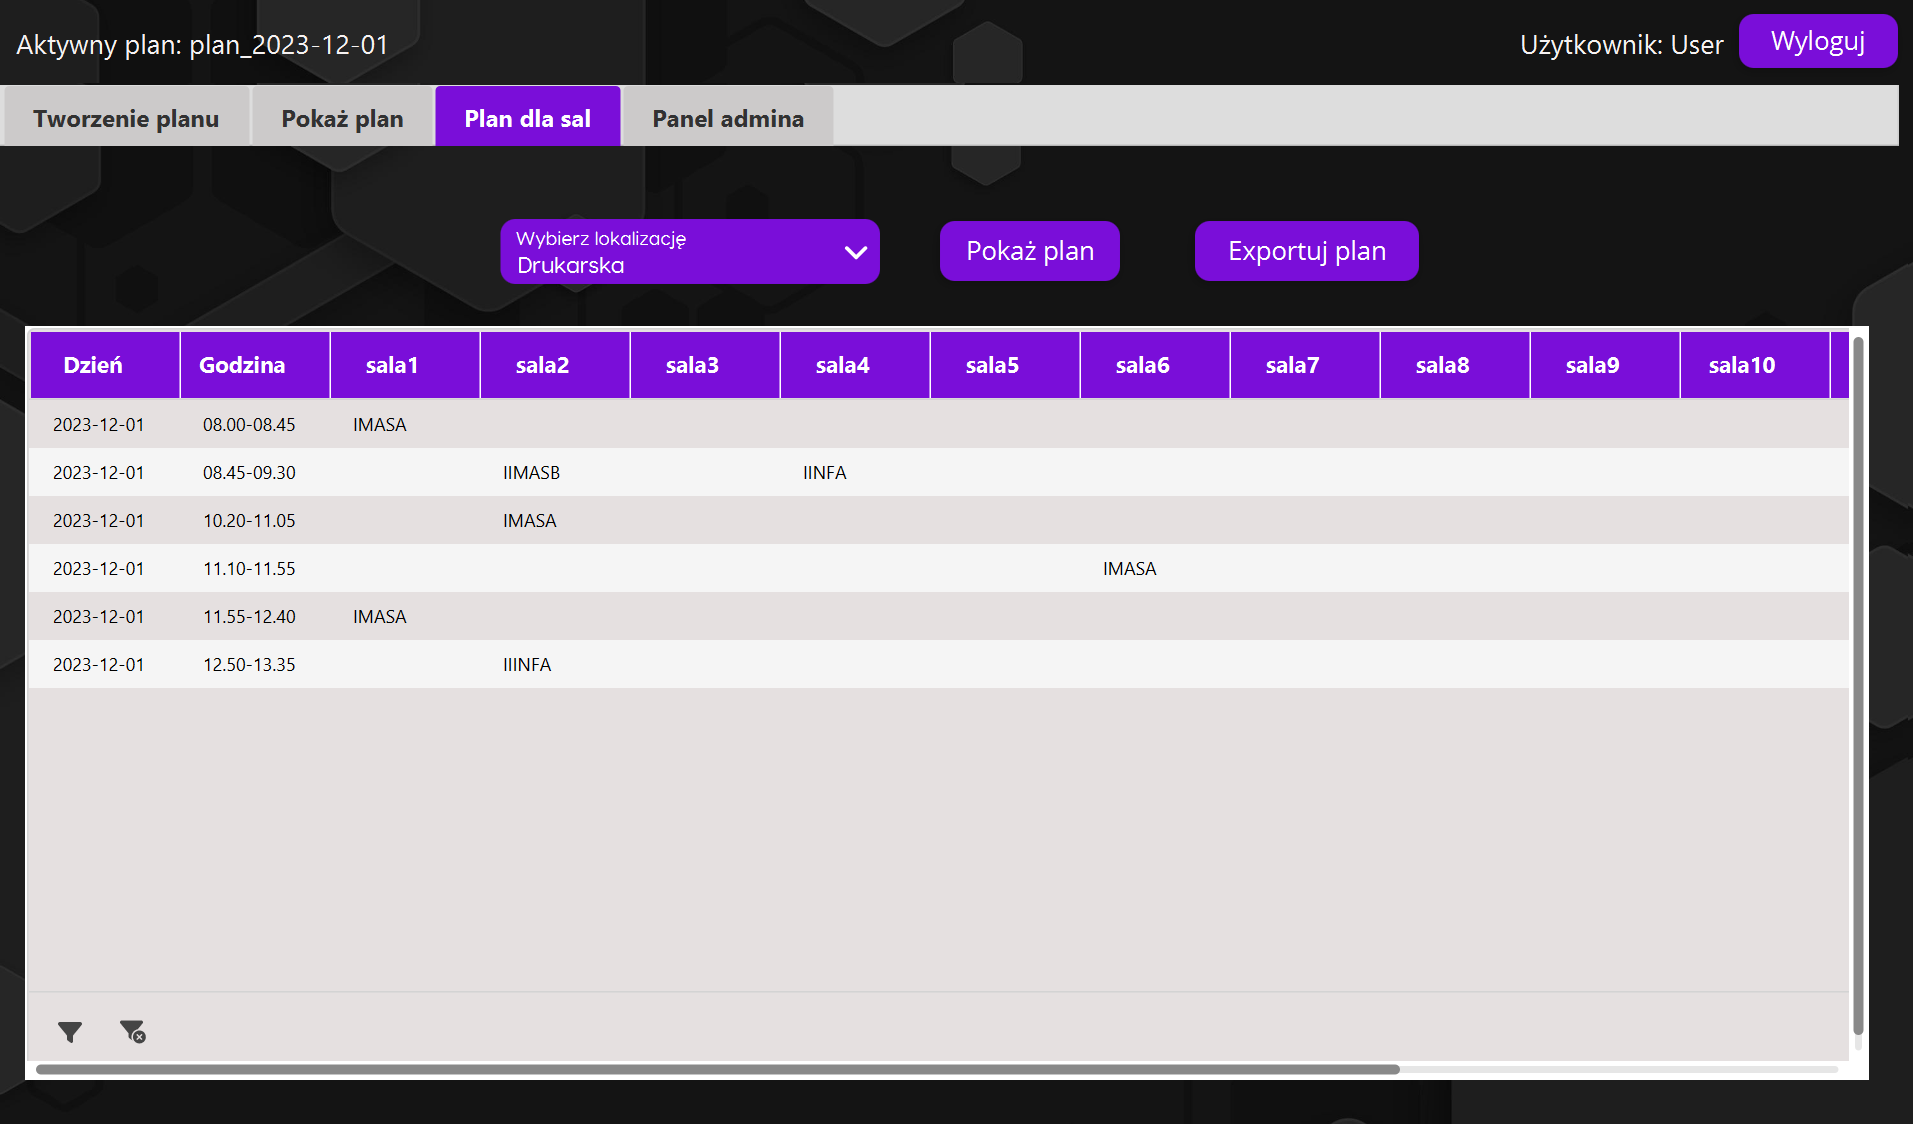 Aktywny plan: plan_2023-12-01
Użytkownik: User
Wyloguj
Tworzenie planu
Pokaż plan
Plan dla sal
Panel admina
Wybierz lokalizację
Drukarska
Pokaż plan
Exportuj plan
Dzień Godzina sala1 sala2 sala3 sala4 sala5 sala6 sala7 sala8 sala9 sala10
2023-12-01 08.00-08.45 IMASA
2023-12-01 08.45-09.30 IIMASB IINFA
2023-12-01 10.20-11.05 IMASA
2023-12-01 11.10-11.55 IMASA
2023-12-01 11.55-12.40 IMASA
2023-12-01 12.50-13.35 IIINFA